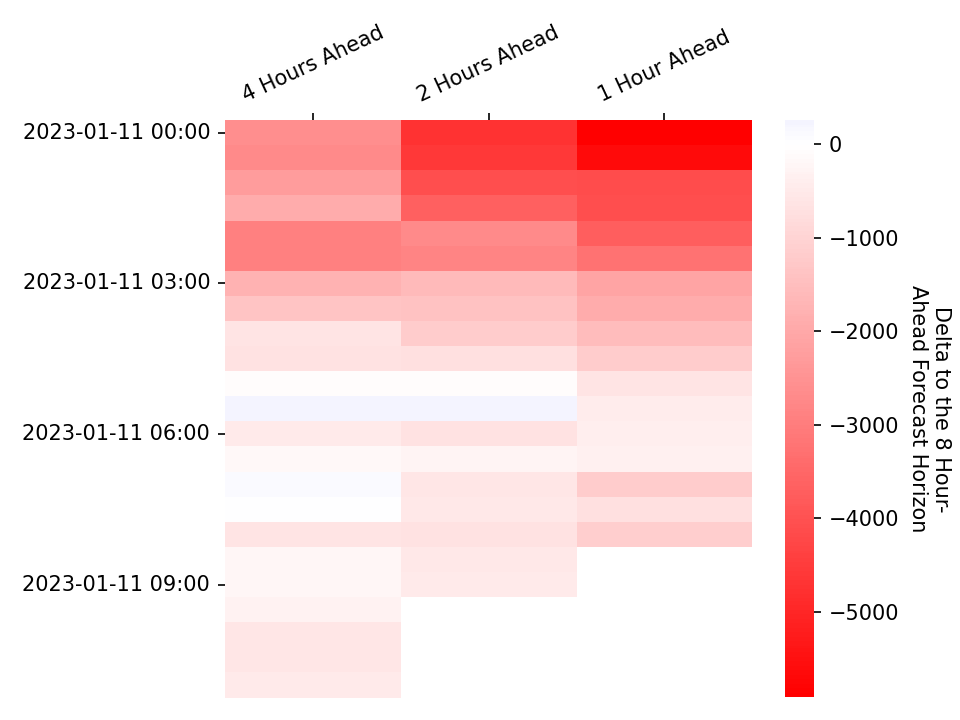 4 Hours Ahead
2 Hours Ahead
1 Hour Ahead
2023-01-11 00:00
2023-01-11 03:00
2023-01-11 06:00
2023-01-11 09:00
0
−1000
−2000
−3000
−4000
−5000
Delta to the 8 Hour-
Ahead Forecast Horizon